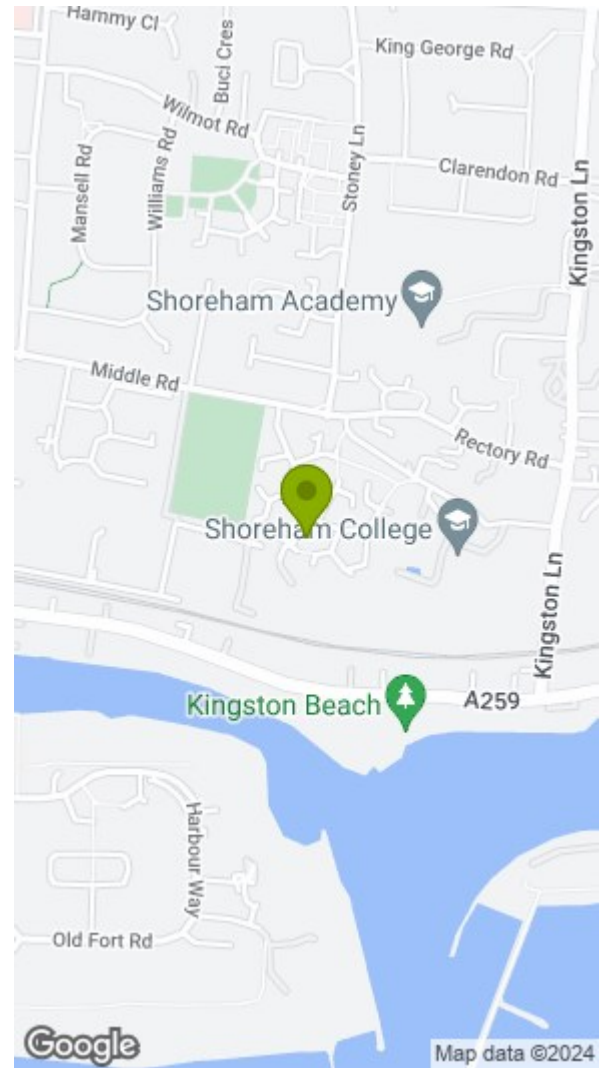 Hammy Cl
Buci Cres
King George Rd
Wilmot Rd
Stoney Ln
Clarendon Rd
Mansell Rd
Williams Rd
Kingston Ln
Shoreham Academy
Middle Rd
Rectory Rd
Shoreham College
Kingston Ln
Kingston Beach
A259
Harbour Way
Old Fort Rd
Google
Map data ©2024